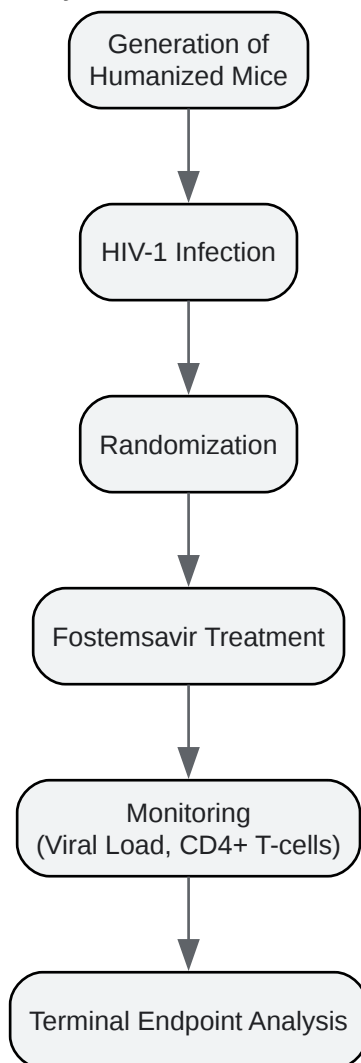 Generation of
Humanized Mice
HIV-1 Infection
Randomization
Fostemsavir Treatment
Monitoring
(Viral Load, CD4+ T-cells)
Terminal Endpoint Analysis